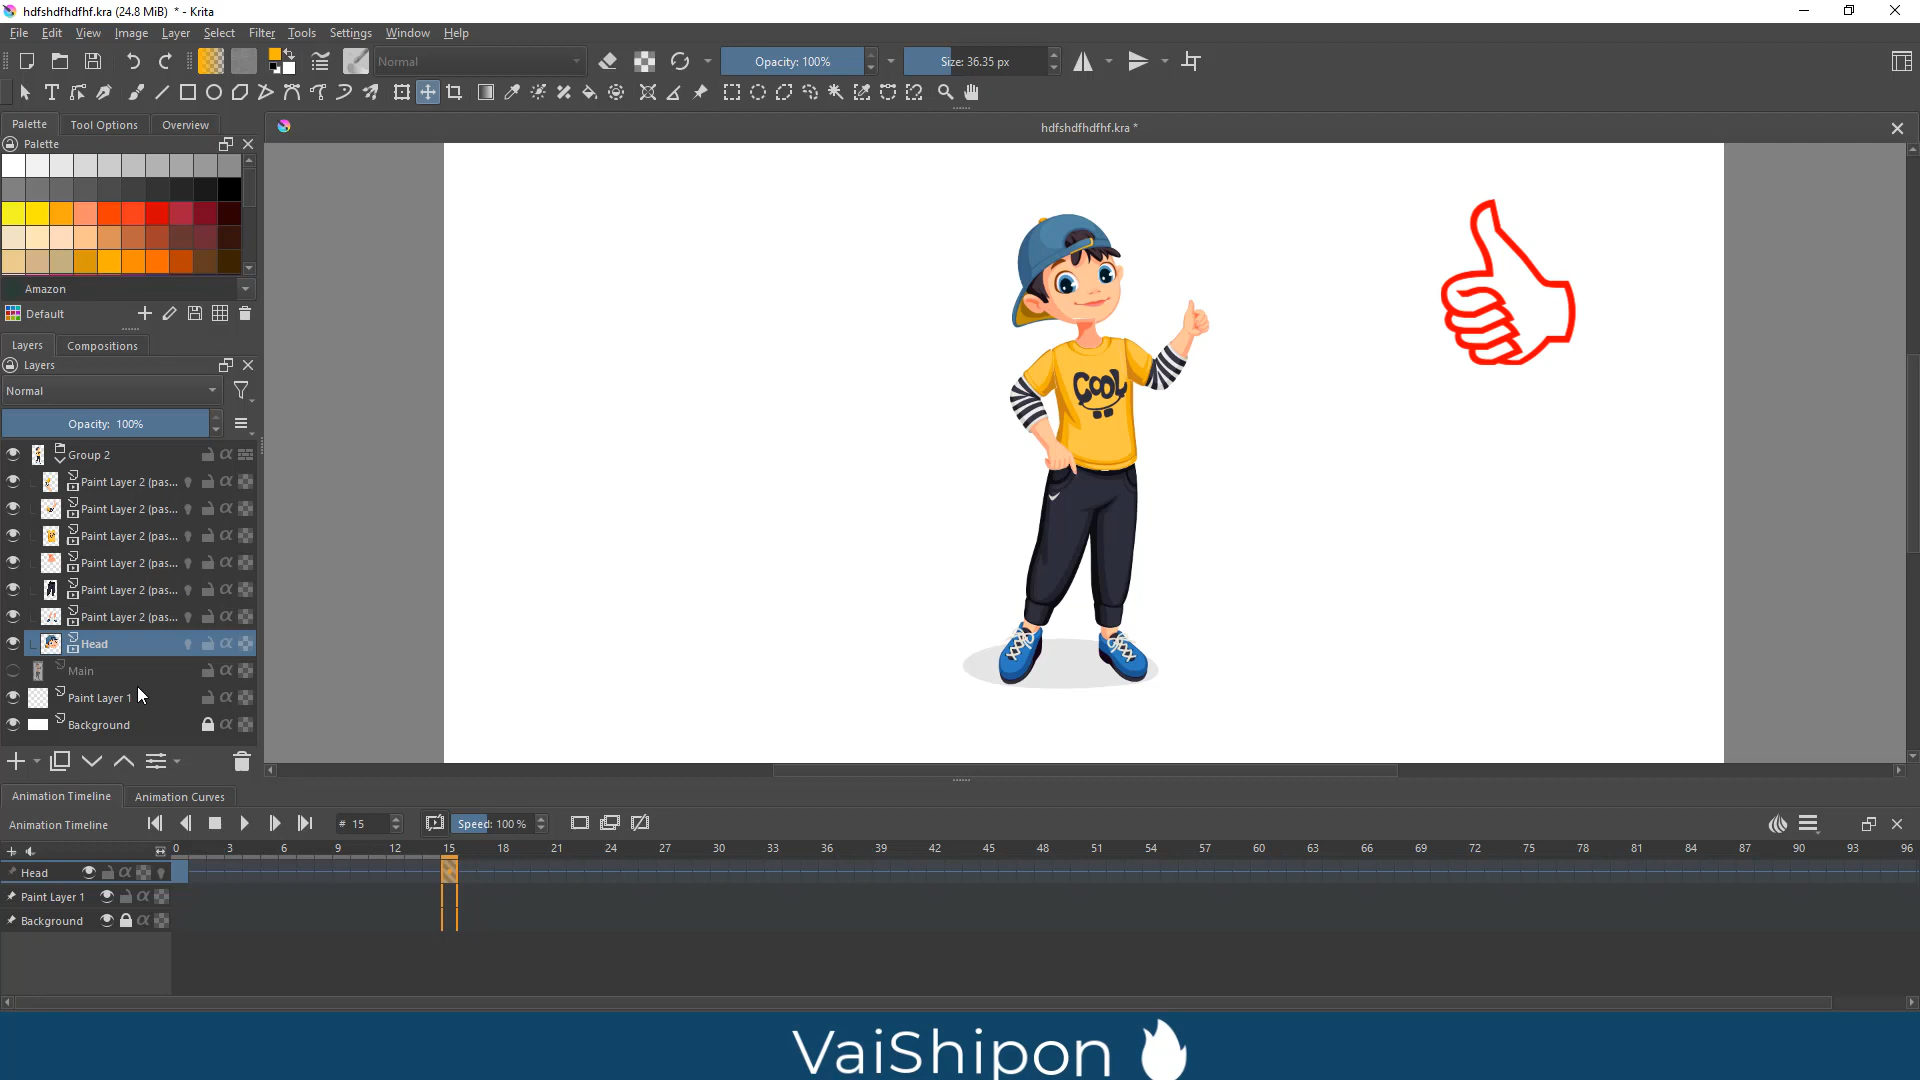 hdfshdfhdfhf.kra (24.8 MiB) * - Krita
File Edit View Image Layer Select Filter Tools Settings Window Help
Normal
Opacity: 100%
Size: 36.35 px
Palette Tool Options Overview
hdfshdfhdfhf.kra *
Palette
Amazon
Default
Layers Compositions
Layers
Normal
Opacity: 100%
Group 2
Paint Layer 2 (pas...
Paint Layer 2 (pas...
Paint Layer 2 (pas...
Paint Layer 2 (pas...
Paint Layer 2 (pas...
Paint Layer 2 (pas...
Head
Main
Paint Layer 1
Background
COOL
Animation Timeline Animation Curves
Animation Timeline
# 15
Speed: 100 %
0 3 6 9 12 15 18 21 24 27 30 33 36 39 42 45 48 51 54 57 60 63 66 69 72 75 78 81 84 87 90 93 96
Head
Paint Layer 1
Background
VaiShipon